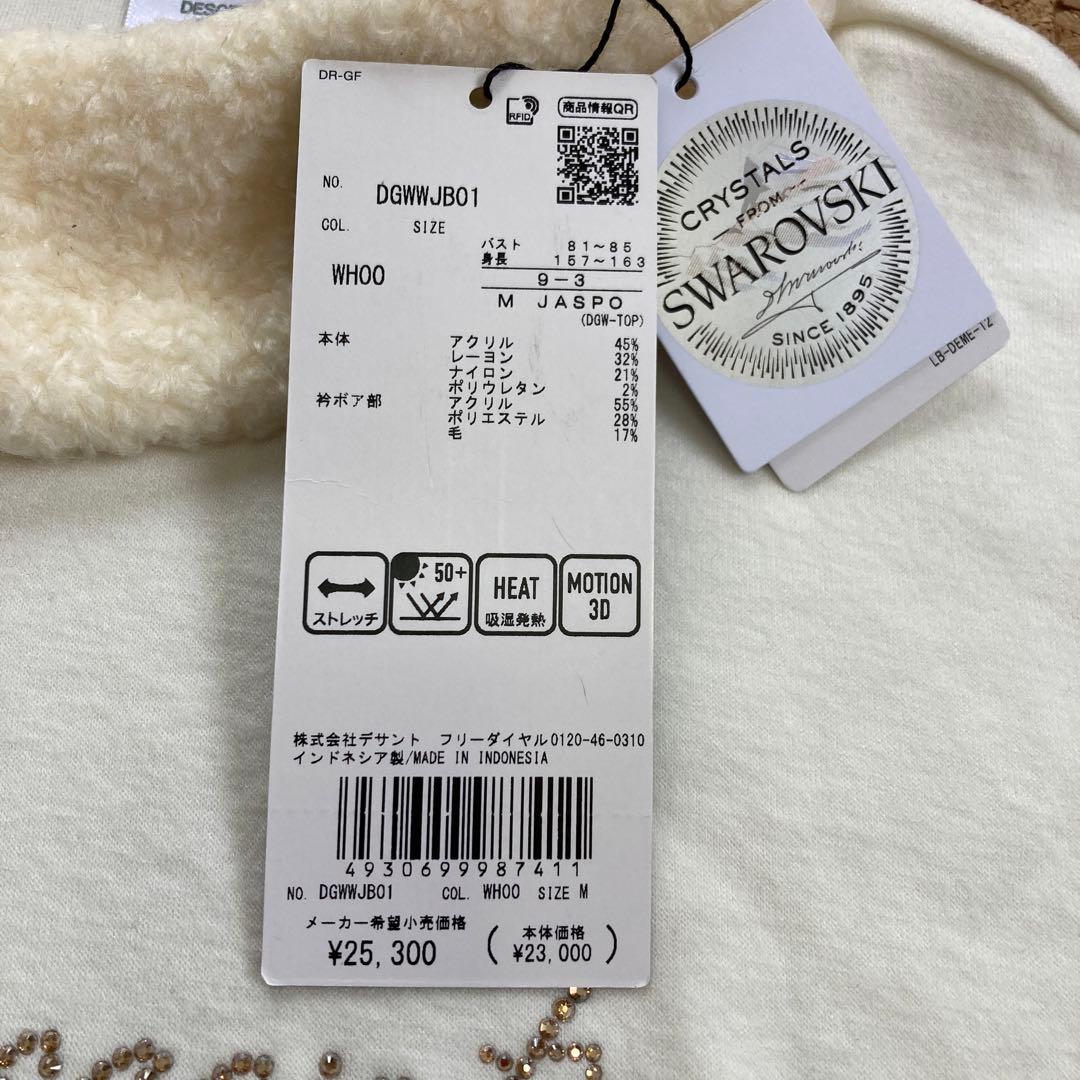 DESC
DR-GF
RFID
商品情報QR
NO. DGWWJB01
COL. SIZE
バスト 81～85
身長 157～163
WH00
9-3
M JASPO
(DGW-TOP)
本体 アクリル 45%
レーヨン 32%
ナイロン 21%
ポリウレタン 2%
衿ボア部 アクリル 55%
ポリエステル 28%
毛 17%
ストレッチ
50+
HEAT
吸湿発熱
MOTION
3D
株式会社デサント フリーダイヤル0120-46-0310
インドネシア製/MADE IN INDONESIA
4930699987411
NO. DGWWJB01 COL. WH00 SIZE M
メーカー希望小売価格
¥25,300
(本体価格
¥23,000)
CRYSTALS
FROM
SWAROVSKI
SINCE 1895
LB-DEME-12